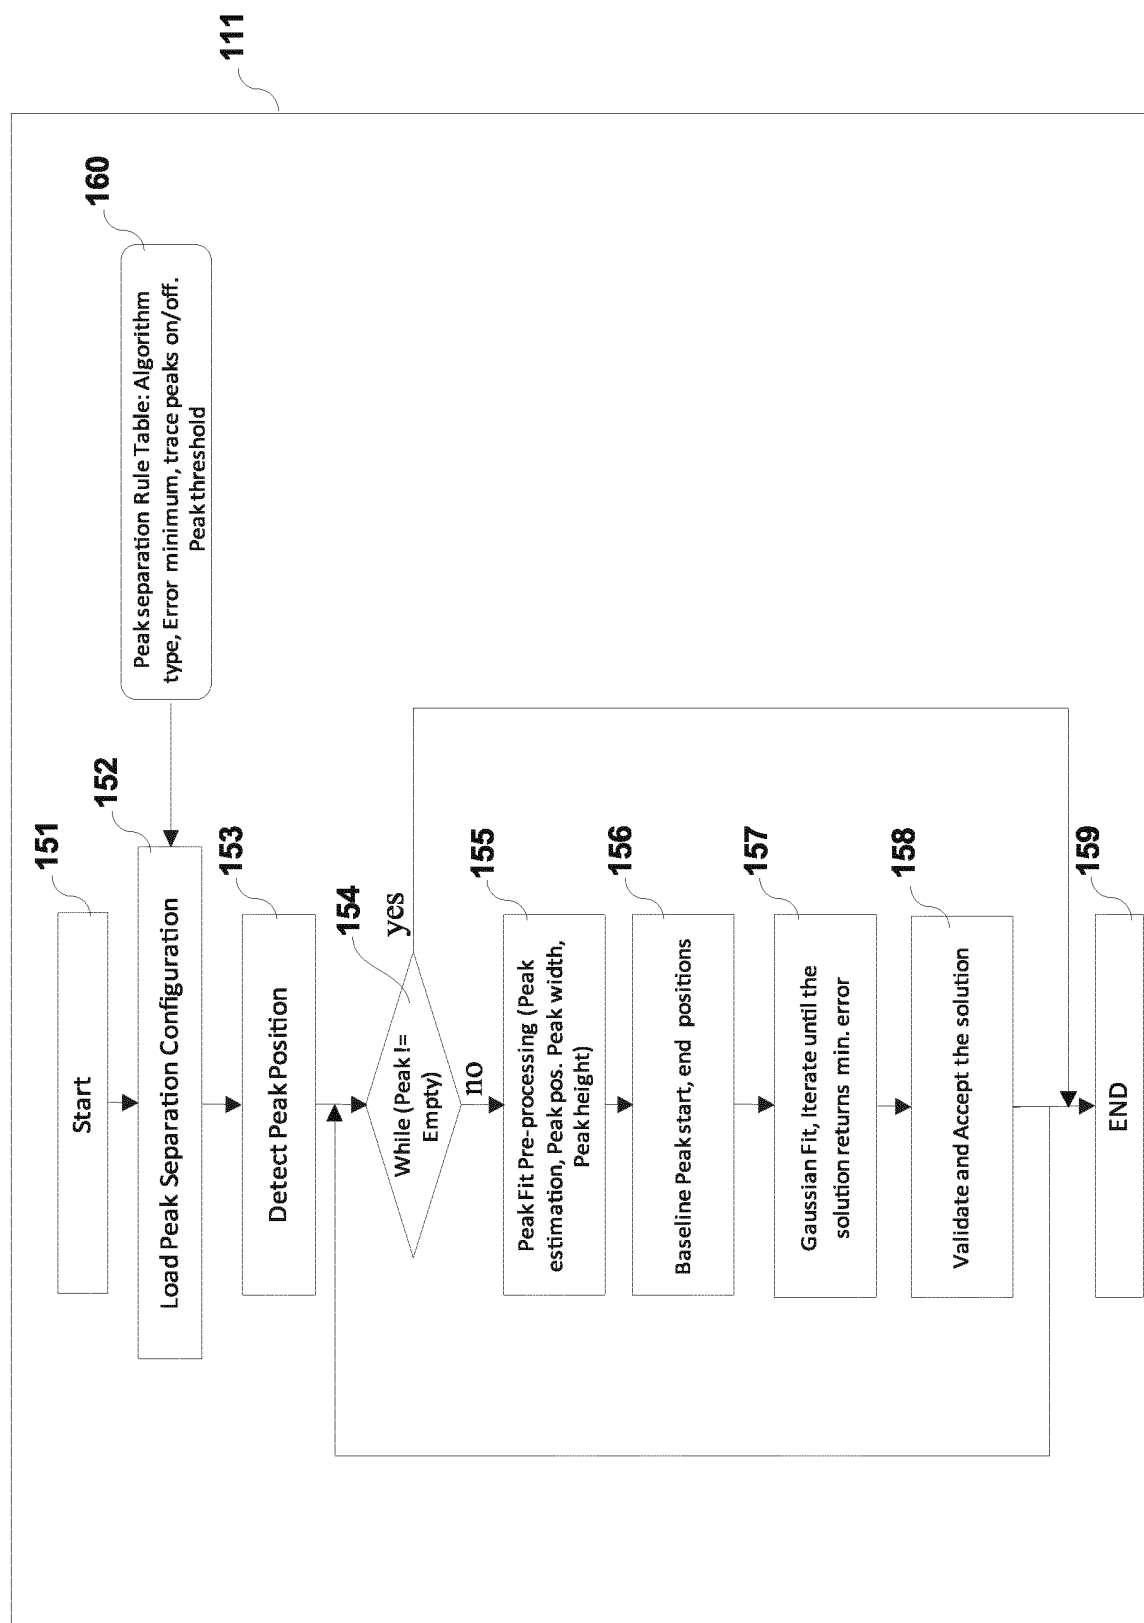 111
160
Peak separation Rule Table: Algorithm
type, Error minimum, trace peaks on/off.
Peak threshold
151
Start
152
Load Peak Separation Configuration
153
Detect Peak Position
154
While (Peak !=
Empty)
yes
no
155
Peak Fit Pre-processing (Peak
estimation, Peak pos. Peak width,
Peak height)
156
Baseline Peak start, end positions
157
Gaussian Fit, Iterate until the
solution returns min. error
158
Validate and Accept the solution
159
END